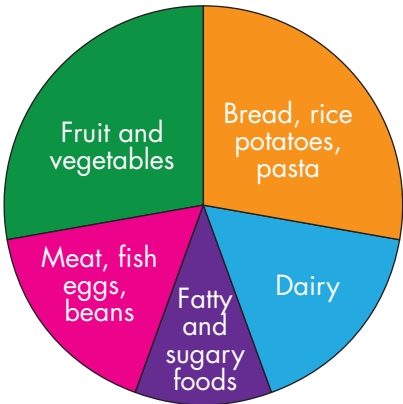 Fruit and
vegetables
Bread, rice
potatoes,
pasta
Meat, fish
eggs,
beans
Fatty
and
sugary
foods
Dairy